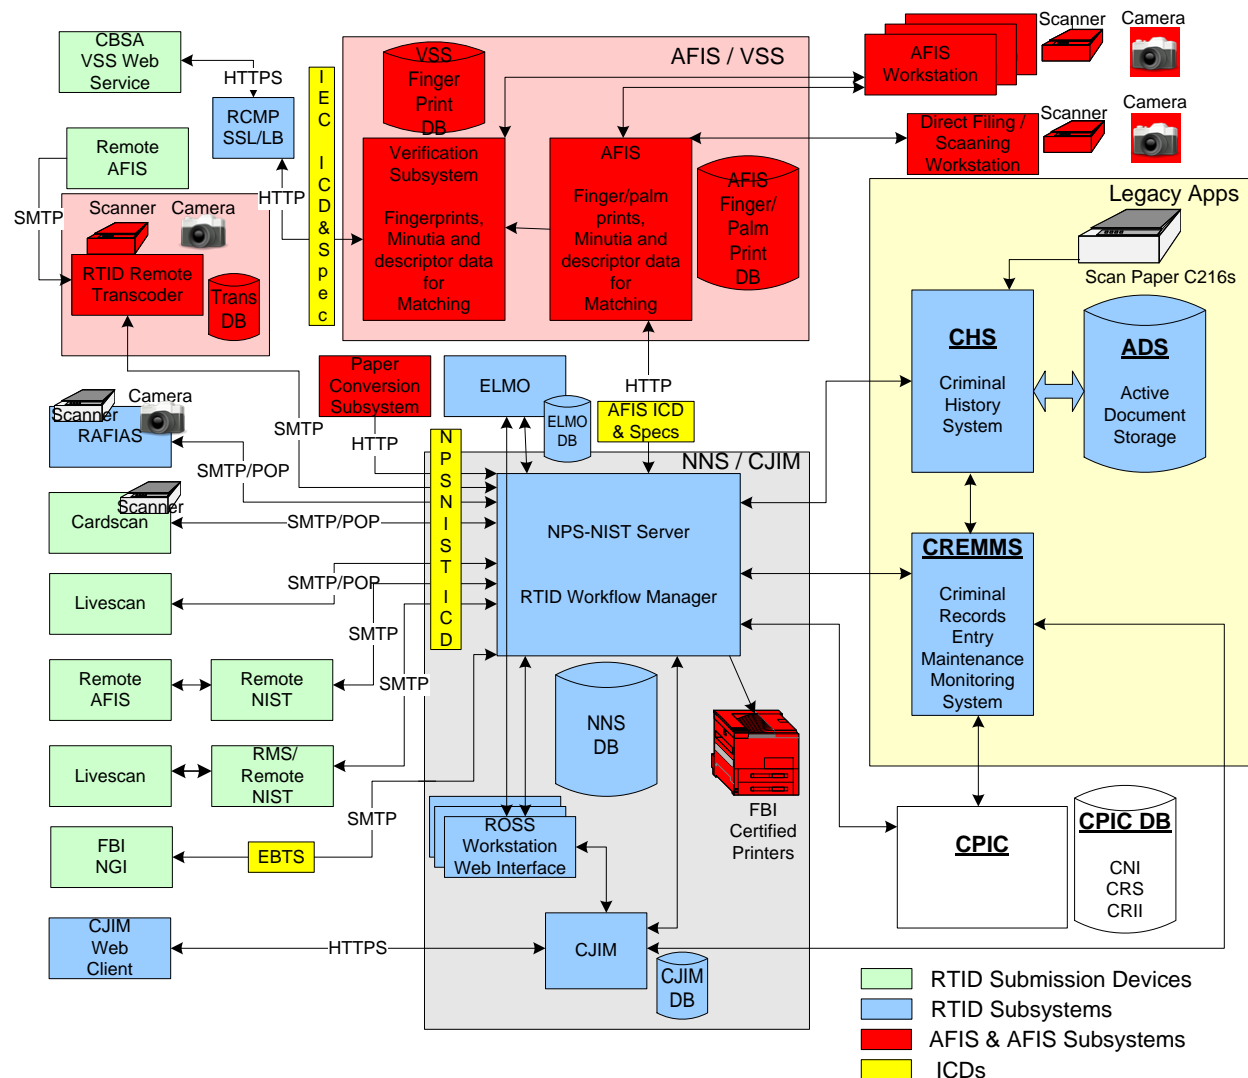 CBSA
VSS Web
Service
HTTPS
RCMP
SSL/LB
Remote
AFIS
SMTP
HTTP
Scanner
Camera
RTID Remote
Transcoder
Trans
DB
IEC ICD&Spec
AFIS / VSS
VSS
Finger
Print
DB
Verification
Subsystem
Fingerprints,
Minutia and
descriptor data
for
Matching
AFIS
Finger/palm
prints,
Minutia and
descriptor data
for
Matching
AFIS
Finger/
Palm
Print
DB
AFIS
Workstation
Scanner
Camera
Direct Filing /
Scaaning
Workstation
Scanner
Camera
Legacy Apps
Scan Paper C216s
CHS
Criminal
History
System
ADS
Active
Document
Storage
CREMMS
Criminal
Records
Entry
Maintenance
Monitoring
System
CPIC
CPIC DB
CNI
CRS
CRII
Paper
Conversion
Subsystem
HTTP
ELMO
ELMO
DB
HTTP
AFIS ICD
& Specs
NNS / CJIM
NPSNIST ICD
NPS-NIST Server
RTID Workflow Manager
NNS
DB
FBI
Certified
Printers
ROSS
Workstation
Web Interface
CJIM
CJIM
DB
Scanner
Camera
RAFIAS
SMTP
SMTP/POP
Scanner
Cardscan
SMTP/POP
Livescan
SMTP/POP
SMTP
Remote
AFIS
Remote
NIST
SMTP
Livescan
RMS/
Remote
NIST
SMTP
FBI
NGI
EBTS
CJIM
Web
Client
HTTPS
RTID Submission Devices
RTID Subsystems
AFIS & AFIS Subsystems
ICDs